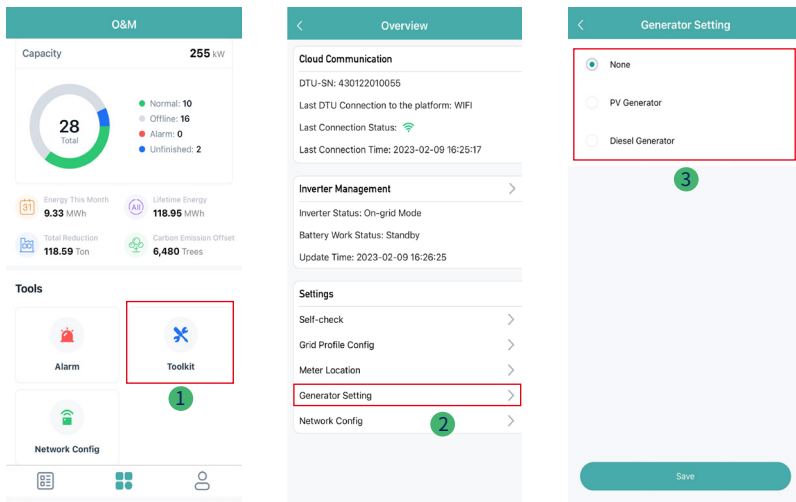 O&M
Capacity 255 kW
28
Total
Normal: 10
Offline: 16
Alarm: 0
Unfinished: 2
31 Energy This Month
9.33 MWh
All Lifetime Energy
118.95 MWh
Total Reduction
118.59 Ton
Carbon Emission Offset
6,480 Trees
Tools
Alarm
Toolkit
1
Network Config
Overview
Cloud Communication
DTU-SN: 430122010055
Last DTU Connection to the platform: WIFI
Last Connection Status:
Last Connection Time: 2023-02-09 16:25:17
Inverter Management
Inverter Status: On-grid Mode
Battery Work Status: Standby
Update Time: 2023-02-09 16:26:25
Settings
Self-check
Grid Profile Config
Meter Location
Generator Setting
Network Config
2
Generator Setting
None
PV Generator
Diesel Generator
3
Save